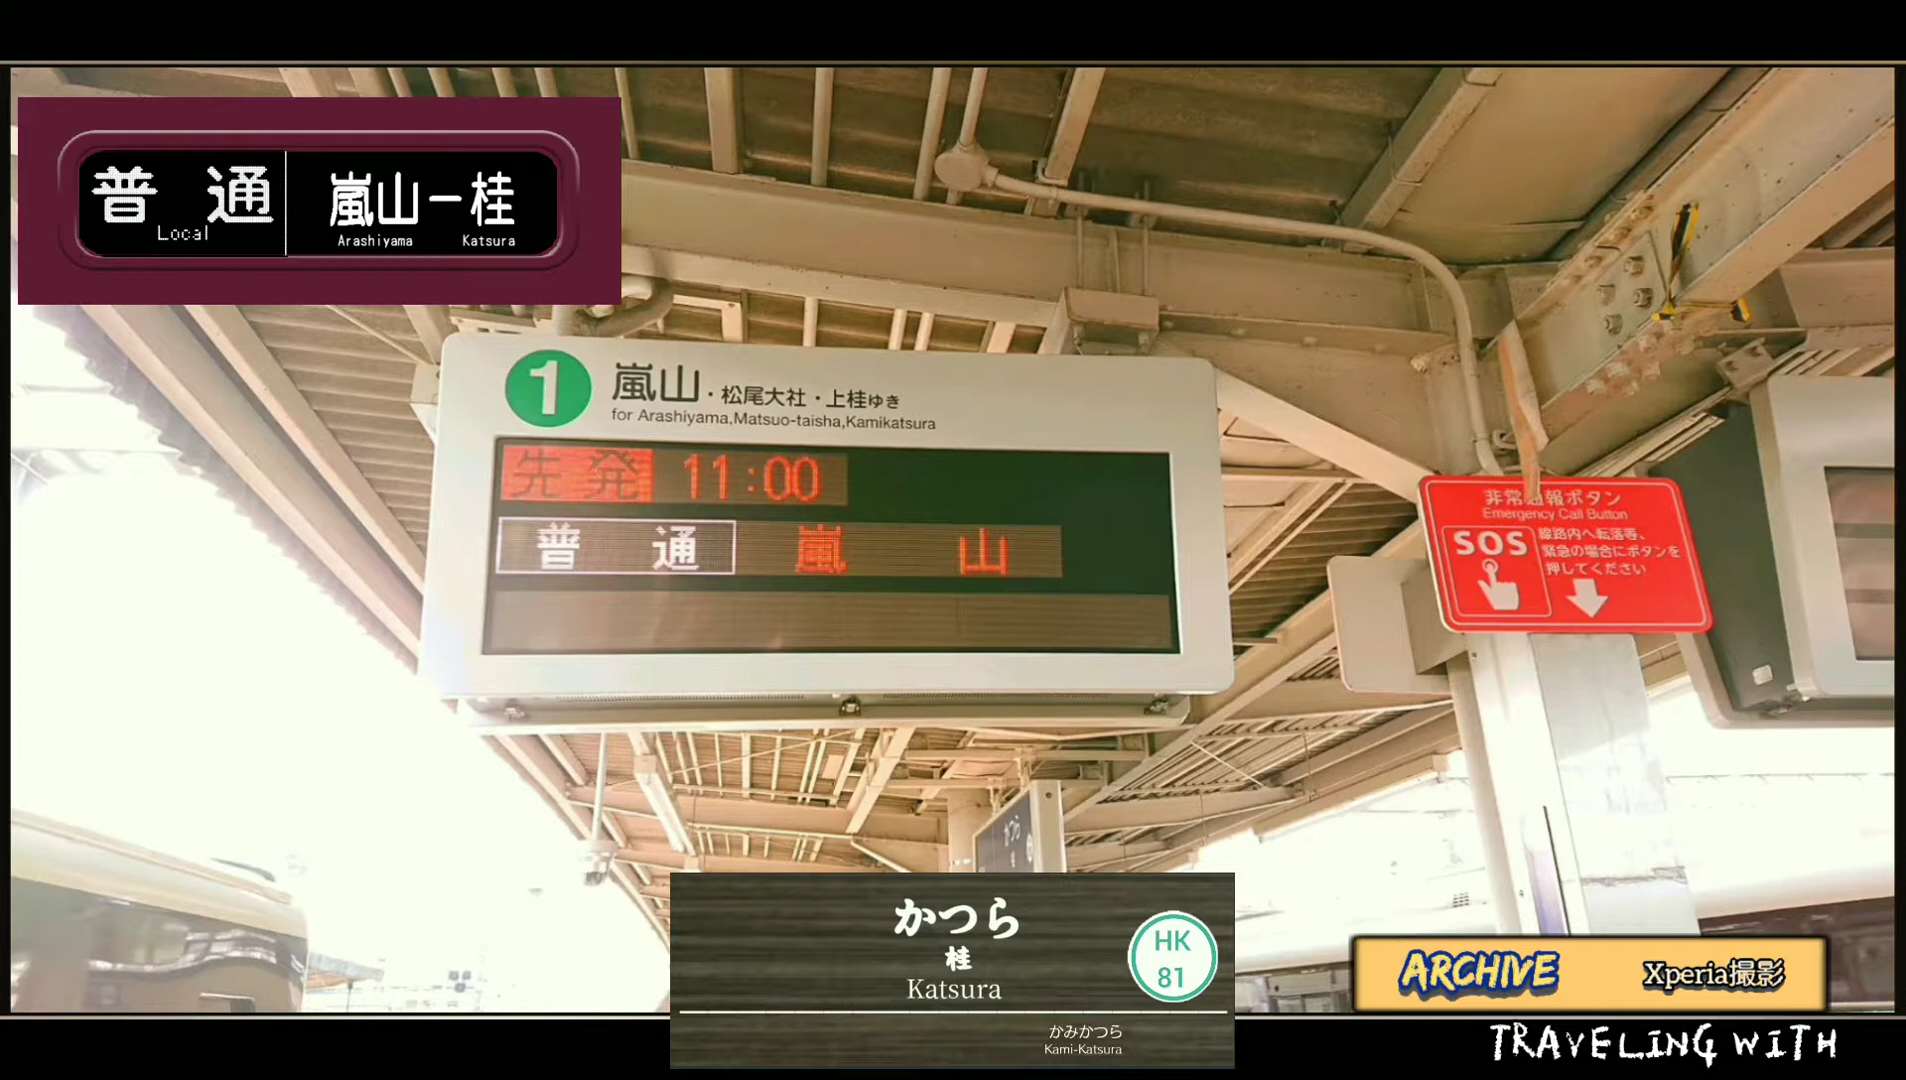 普通 嵐山ー桂
Local Arashiyama Katsura
1 嵐山・松尾大社・上桂ゆき
for Arashiyama,Matsuo-taisha,Kamikatsura
先発 11:00
普通 嵐山
非常通報ボタン
Emergency Call Button
SOS
線路内へ転落等、
緊急の場合にボタンを
押してください
かつら
かつら
桂
Katsura
HK
81
かみかつら
Kami-Katsura
ARCHIVE Xperia撮影
TRAVELING WITH